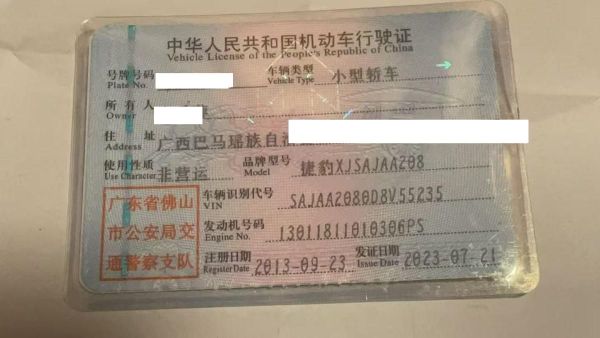 中华人民共和国机动车行驶证
Vehicle License of the People's Republic of China
号牌号码 车辆类型 小型轿车
Plate No. Vehicle Type
所有人
Owner
住址 广西巴马瑶族自治
Address
使用性质 非营运 品牌型号 捷豹XJSAJAA208
Use Character Model
车辆识别代号 SAJAA2080D8V55235
VIN
发动机号码 13011811010306PS
Engine No.
注册日期 2013-09-23 发证日期 2023-07-21
Register Date Issue Date
广东省佛山
市公安局交
通警察支队